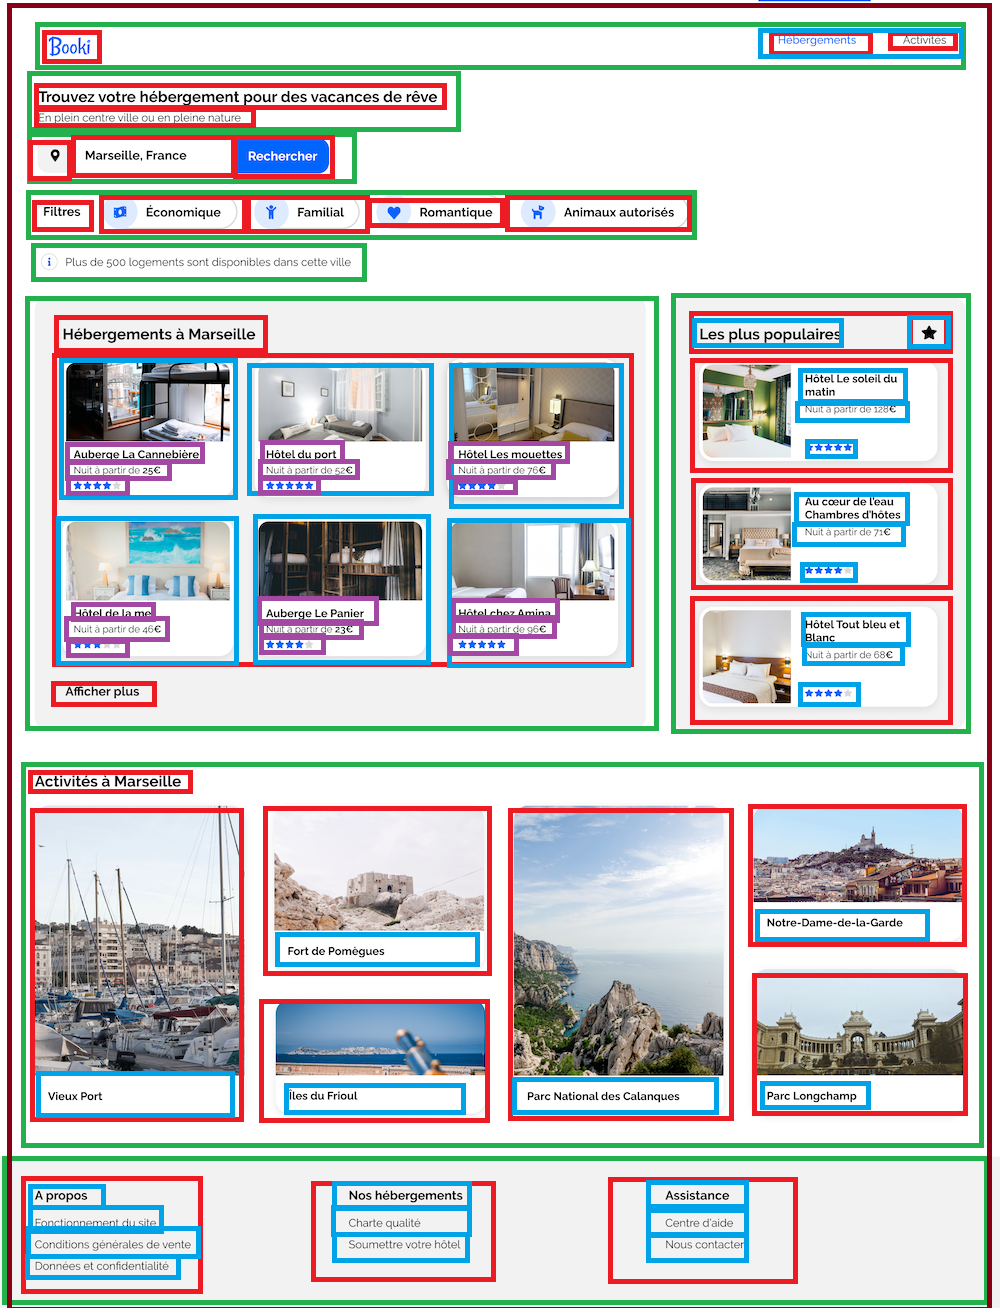 Booki
Hébergements
Activités
Trouvez votre hébergement pour des vacances de rêve
En plein centre ville ou en pleine nature
Marseille, France
Rechercher
Filtres
Économique
Familial
Romantique
Animaux autorisés
Plus de 500 logements sont disponibles dans cette ville
Hébergements à Marseille
Auberge La Cannebière
Nuit à partir de 25€
Hôtel du port
Nuit à partir de 52€
Hôtel Les mouettes
Nuit à partir de 76€
Hôtel de la mer
Nuit à partir de 46€
Auberge Le Panier
Nuit à partir de 23€
Hôtel chez Amina
Nuit à partir de 96€
Afficher plus
Les plus populaires
Hôtel Le soleil du
matin
Nuit à partir de 128€
Au cœur de l'eau
Chambres d'hôtes
Nuit à partir de 71€
Hôtel Tout bleu et
Blanc
Nuit à partir de 68€
Activités à Marseille
Vieux Port
Fort de Pomègues
Îles du Frioul
Parc National des Calanques
Notre-Dame-de-la-Garde
Parc Longchamp
A propos
Fonctionnement du site
Conditions générales de vente
Données et confidentialité
Nos hébergements
Charte qualité
Soumettre votre hôtel
Assistance
Centre d'aide
Nous contacter